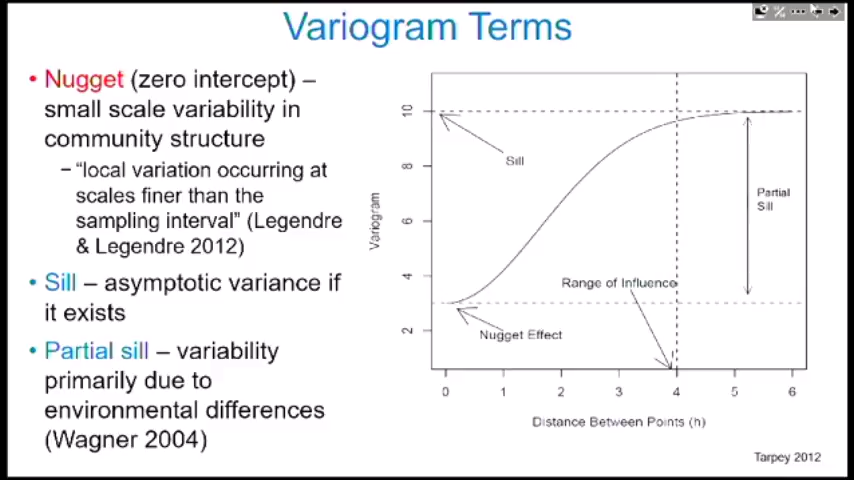 Variogram Terms
• Nugget (zero intercept) –
small scale variability in
community structure
– “local variation occurring at
scales finer than the
sampling interval” (Legendre
& Legendre 2012)
• Sill – asymptotic variance if
it exists
• Partial sill – variability
primarily due to
environmental differences
(Wagner 2004)
Variogram
10
8
6
4
2
Sill
Partial
Sill
Range of Influence
Nugget Effect
0 1 2 3 4 5 6
Distance Between Points (h)
Tarpey 2012